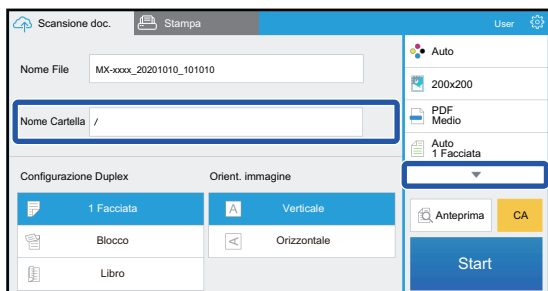 Scansione doc.
Stampa
User
Nome File
MX-xxxx_20201010_101010
Nome Cartella
/
Configurazione Duplex
Orient. immagine
1 Facciata
Blocco
Libro
A
Verticale
A
Orizzontale
Auto
200x200
PDF
Medio
Auto
1 Facciata
Anteprima
CA
Start